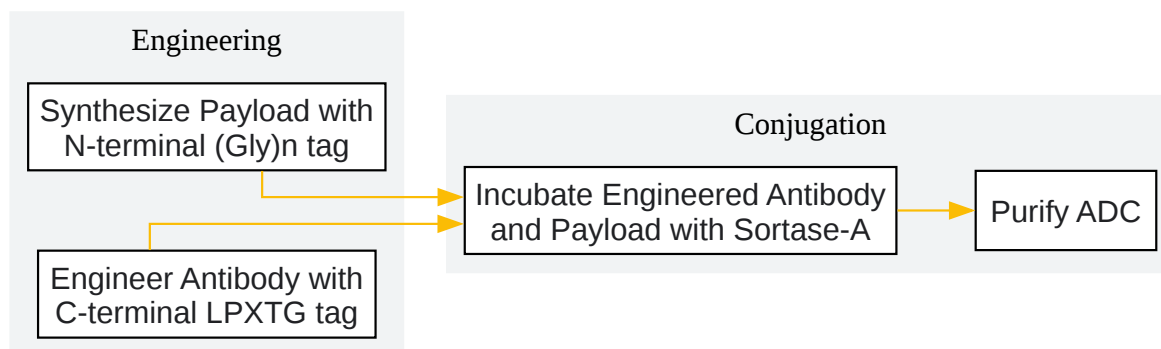 Engineering
Synthesize Payload with
N-terminal (Gly)n tag
Engineer Antibody with
C-terminal LPXTG tag
Conjugation
Incubate Engineered Antibody
and Payload with Sortase-A
Purify ADC